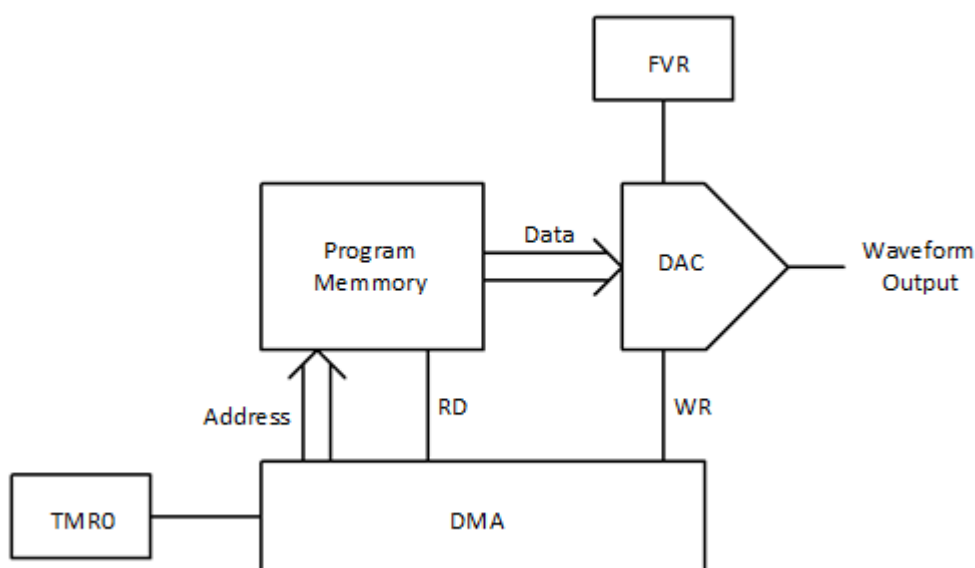 FVR
Program
Memmory
Data
DAC
Waveform
Output
Address
RD
WR
TMR0
DMA